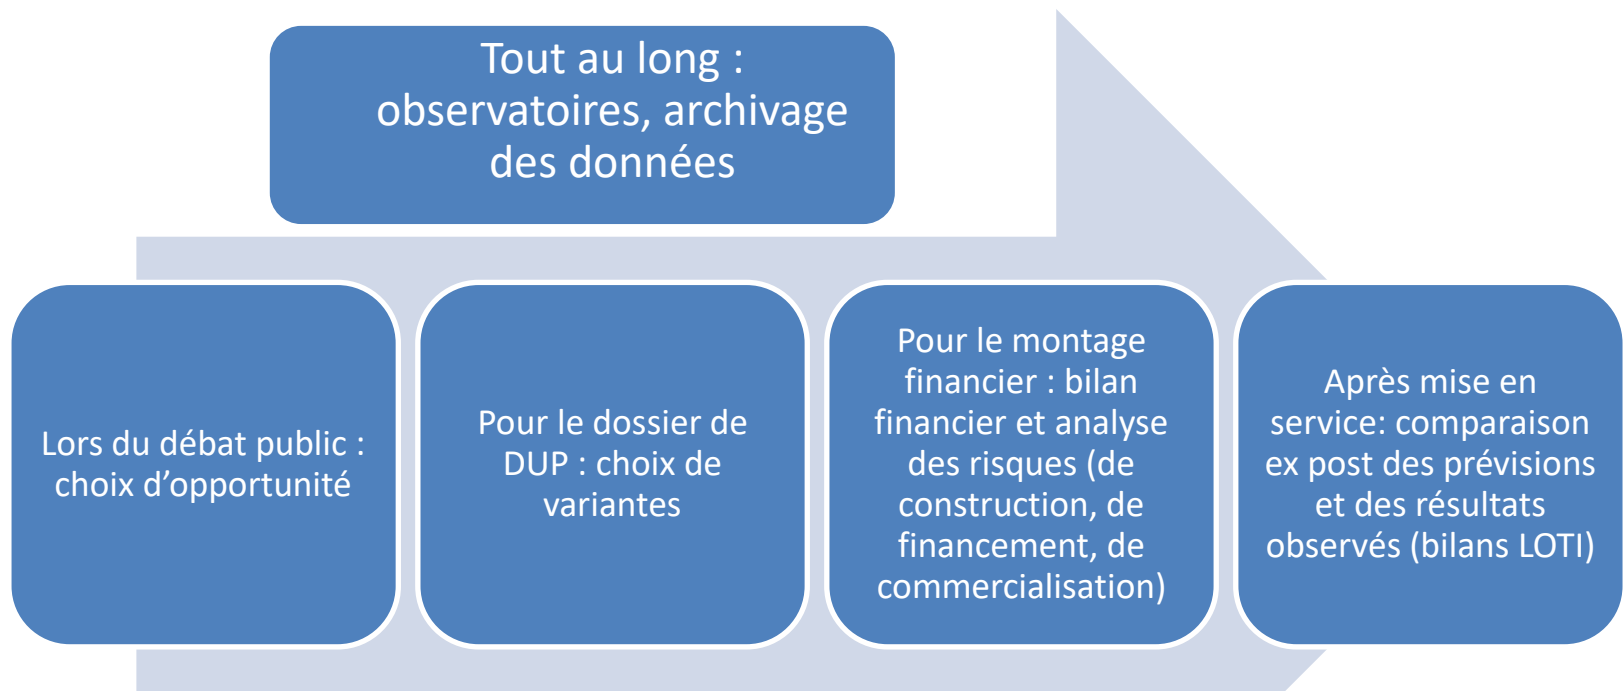 Tout au long :
observatoires, archivage
des données
Lors du débat public :
choix d’opportunité
Pour le dossier de
DUP : choix de
variantes
Pour le montage
financier : bilan
financier et analyse
des risques (de
construction, de
financement, de
commercialisation)
Après mise en
service: comparaison
ex post des prévisions
et des résultats
observés (bilans LOTI)